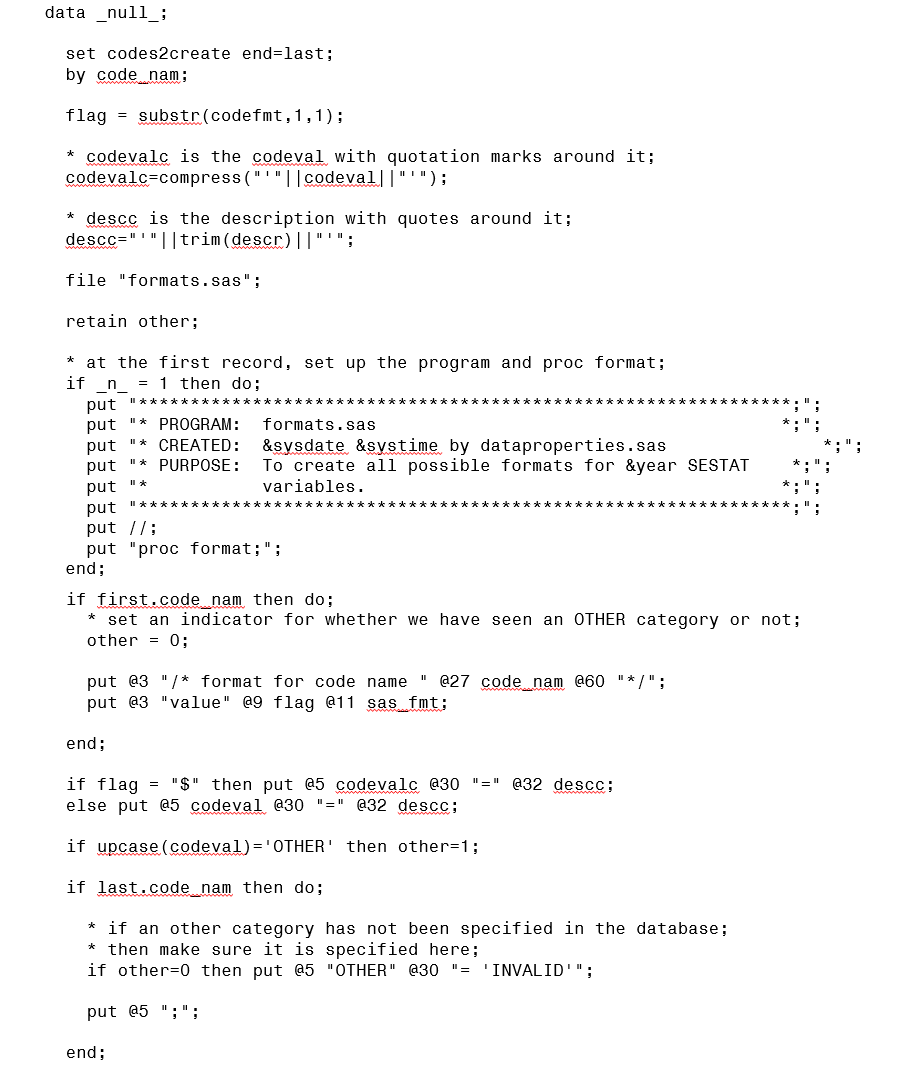 data _null_;
set codes2create end=last;
by code_nam;
flag = substr(codefmt,1,1);
* codevalc is the codeval with quotation marks around it;
codevalc=compress("'"||codeval||"'");
* descc is the description with quotes around it;
descc="'"||trim(descr)||"'";
file "formats.sas";
retain other;
* at the first record, set up the program and proc format;
if _n_ = 1 then do;
put "***************************************************************;";
put "* PROGRAM:  formats.sas                                       *;";
put "* CREATED:  &sysdate &systime by dataproperties.sas               *;";
put "* PURPOSE:  To create all possible formats for &year SESTAT    *;";
put "*           variables.                                        *;";
put "***************************************************************;";
put //;
put "proc format;";
end;
if first.code_nam then do;
* set an indicator for whether we have seen an OTHER category or not;
other = 0;
put @3 "/* format for code name " @27 code_nam @60 "*/";
put @3 "value" @9 flag @11 sas_fmt;
end;
if flag = "$" then put @5 codevalc @30 "=" @32 descc;
else put @5 codeval @30 "=" @32 descc;
if upcase(codeval)='OTHER' then other=1;
if last.code_nam then do;
* if an other category has not been specified in the database;
* then make sure it is specified here;
if other=0 then put @5 "OTHER" @30 "= 'INVALID'";
put @5 ";";
end;